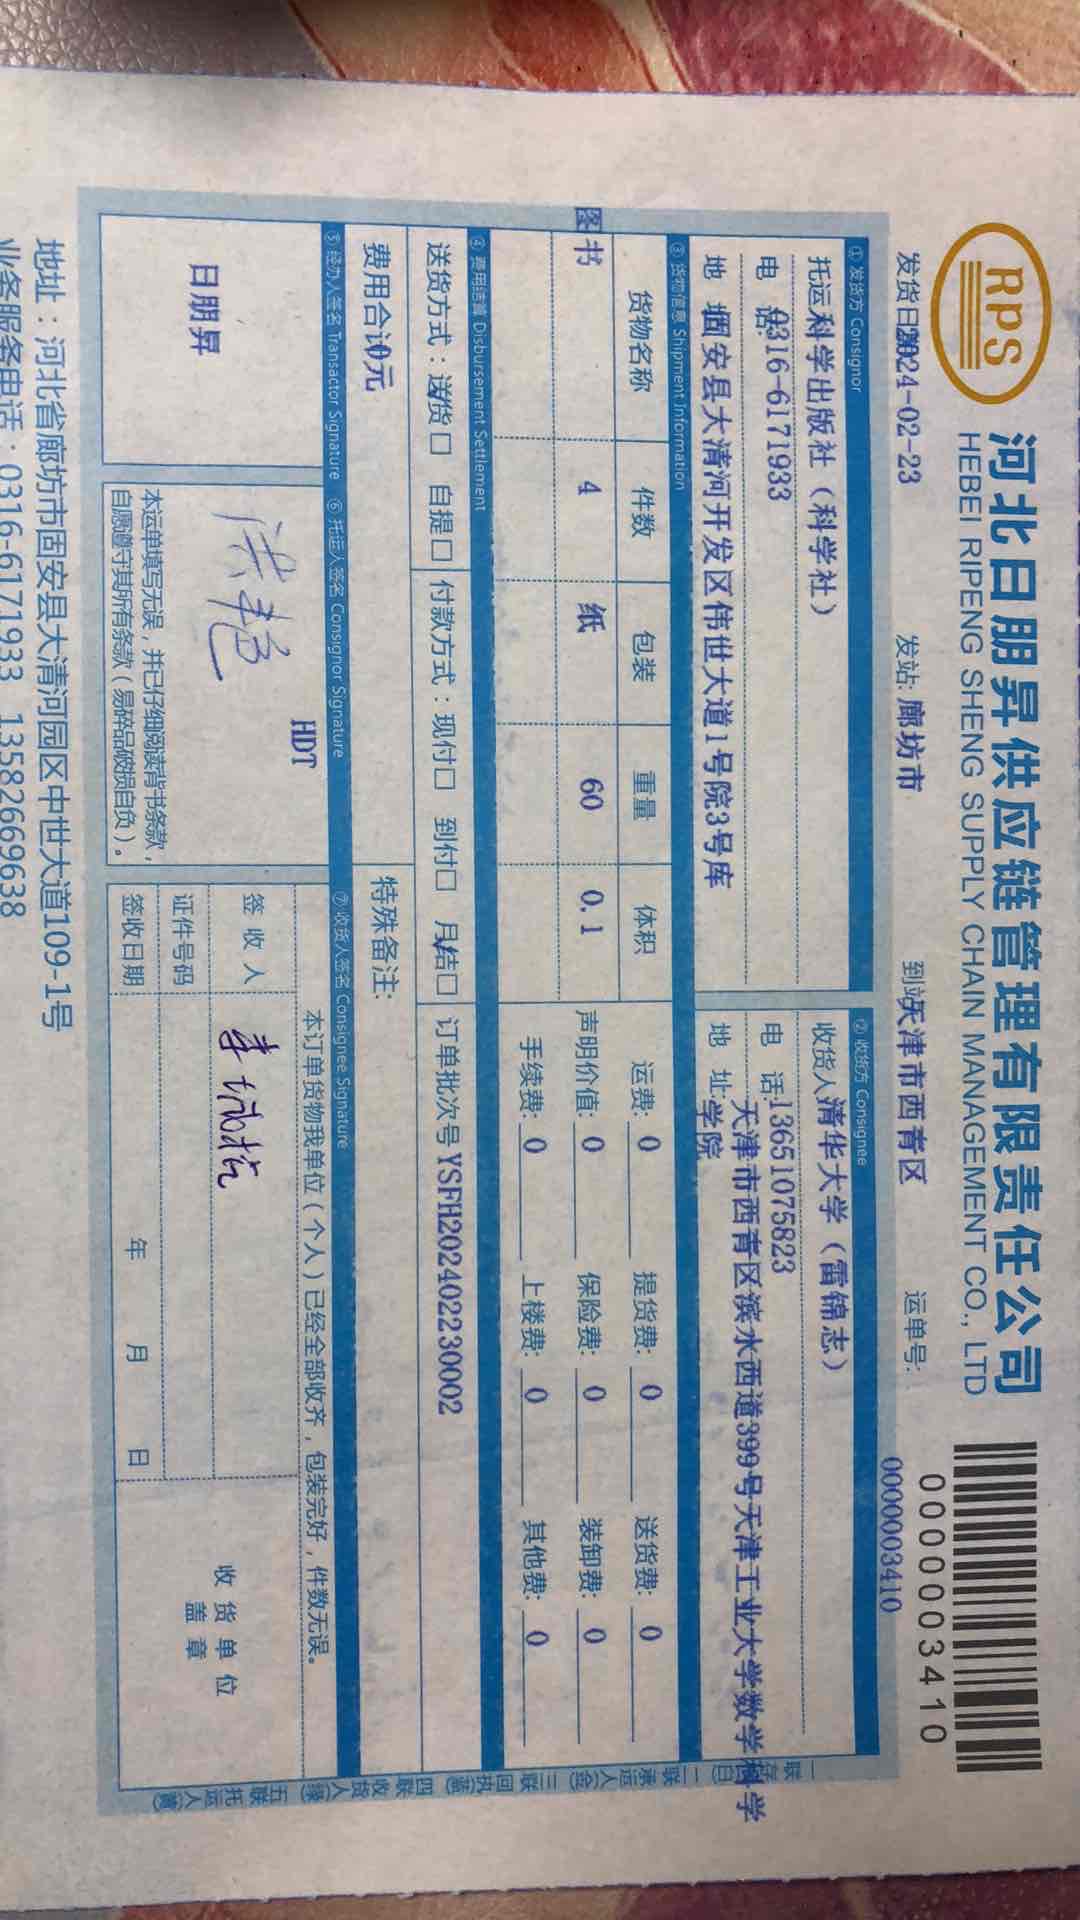 RPS
河北日朋昇供应链管理有限责任公司
HEBEI RIPENG SHENG SUPPLY CHAIN MANAGEMENT CO., LTD
0000003410
发货日期2024-02-23 发站: 廊坊市 到站天津市西青区 运单号: 0000003410
① 发货方 Consignor
托运科学出版社（科学社）
电 话:0316-6171933
地 固安县大清河开发区伟世大道1号院3号库
② 收货方 Consignee
收货人清华大学（雷锦志）
电 话:13651075823
地 址:天津市西青区滨水西道399号天津工业大学数学科学
学院
③ 货物信息 Shipment Information
货物名称 件数 包装 重量 体积
图书 4 纸 60 0.1
运费: 0 提货费: 0 送货费: 0
声明价值: 0 保险费: 0 装卸费: 0
手续费: 0 上楼费: 0 其他费: 0
④ 费用结算 Disbursement Settlement
送货方式：送货□ 自提□ 付款方式：现付□ 到付□ 月结□ 订单批次号 YSFH202402230002
费用合计0元
特殊备注:
⑤ 经办人签名 Transactor Signature
日朋昇
⑥ 托运人签名 Consignor Signature
HDT
本运单填写无误，并已仔细阅读背书条款，
自愿遵守其所有条款（易碎品破损自负）。
⑦ 收货人签名 Consignee Signature
本订单货物我单位（个人）已经全部收齐，包装完好，件数无误。
签 收 人
证件号码
签收日期 年 月 日
收 货 单 位
盖 章
地址：河北省廊坊市固安县大清河园区中世大道109-1号
业务服务电话：0316-6171933 13582669638